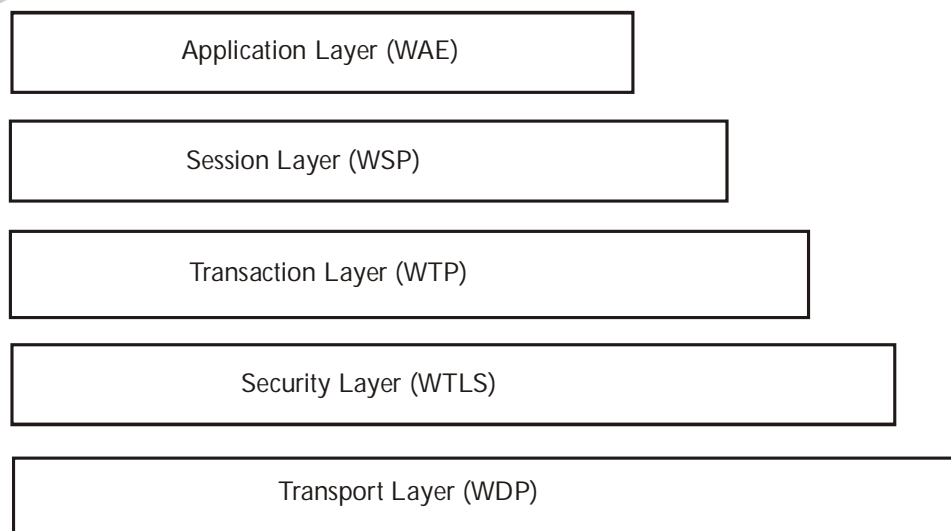 Application Layer (WAE)
Session Layer (WSP)
Transaction Layer (WTP)
Security Layer (WTLS)
Transport Layer (WDP)